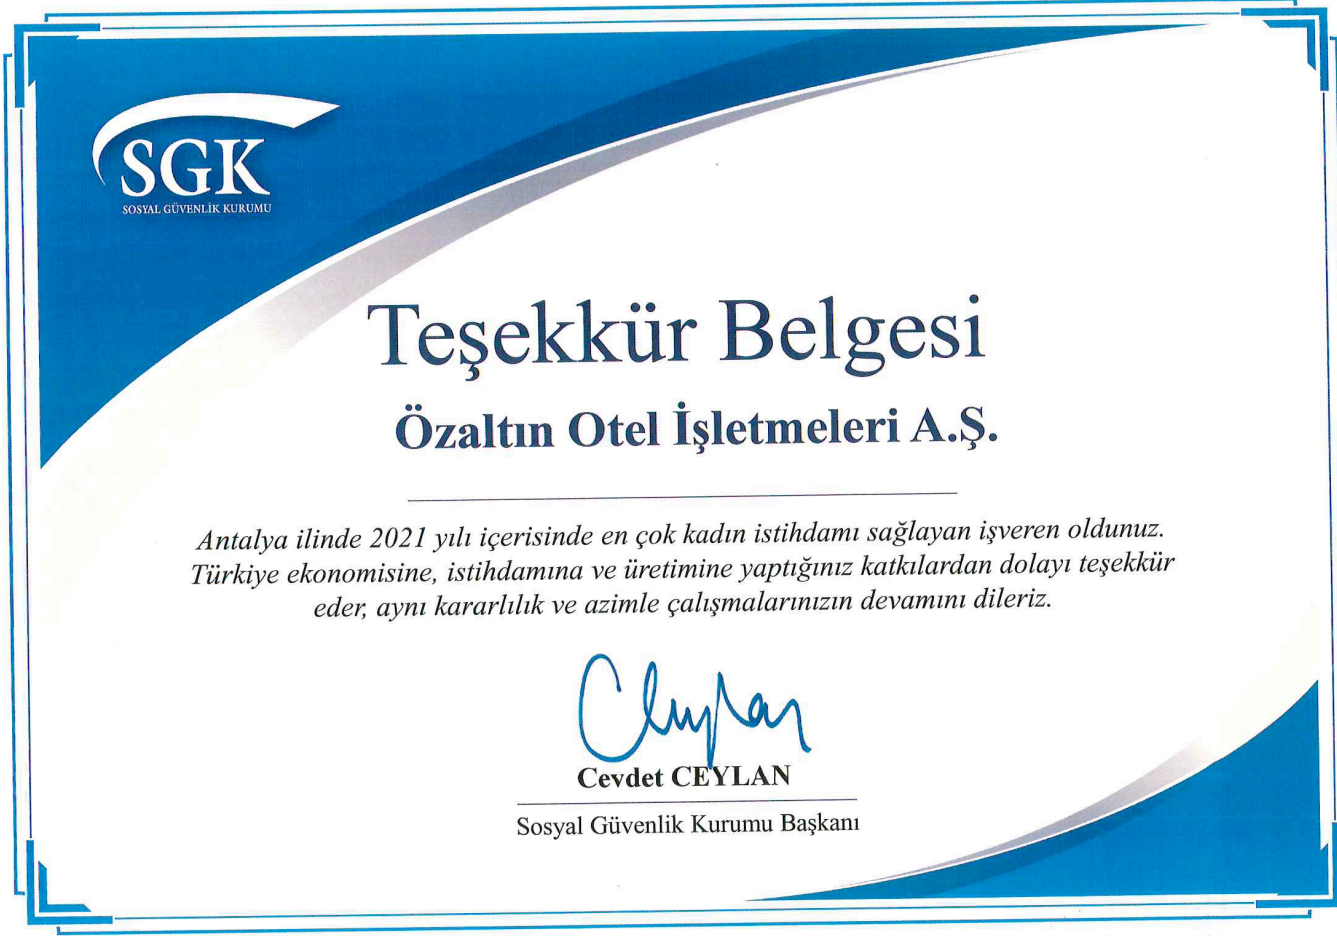 SGK
SOSYAL GÜVENLİK KURUMU
Teşekkür Belgesi
Özaltın Otel İşletmeleri A.Ş.
Antalya ilinde 2021 yılı içerisinde en çok kadın istihdamı sağlayan işveren oldunuz.
Türkiye ekonomisine, istihdamına ve üretimine yaptığınız katkılardan dolayı teşekkür
eder, aynı kararlılık ve azimle çalışmalarınızın devamını dileriz.
Cevdet CEYLAN
Sosyal Güvenlik Kurumu Başkanı